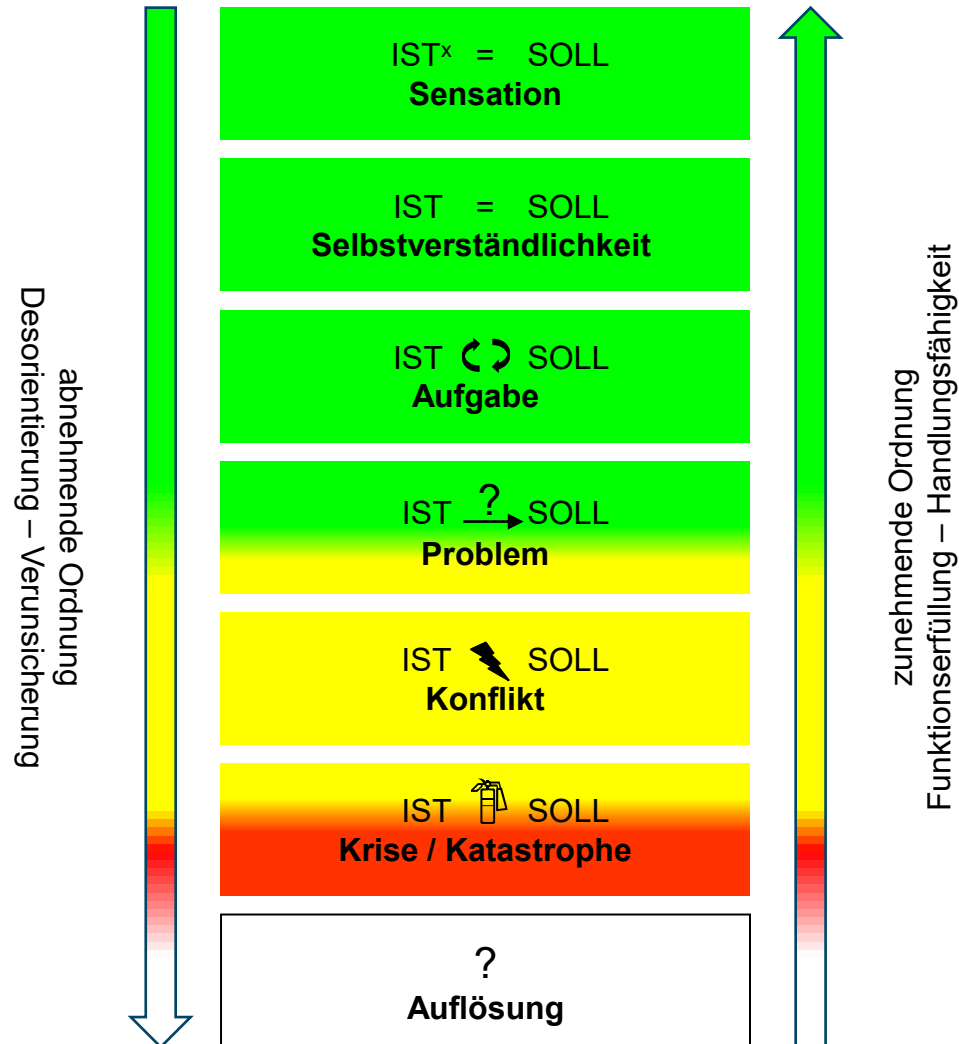 ISTˣ = SOLL
Sensation
IST = SOLL
Selbstverständlichkeit
IST SOLL
Aufgabe
IST ? SOLL
Problem
IST SOLL
Konflikt
IST SOLL
Krise / Katastrophe
?
Auflösung
abnehmende Ordnung
Desorientierung – Verunsicherung
zunehmende Ordnung
Funktionserfüllung – Handlungsfähigkeit